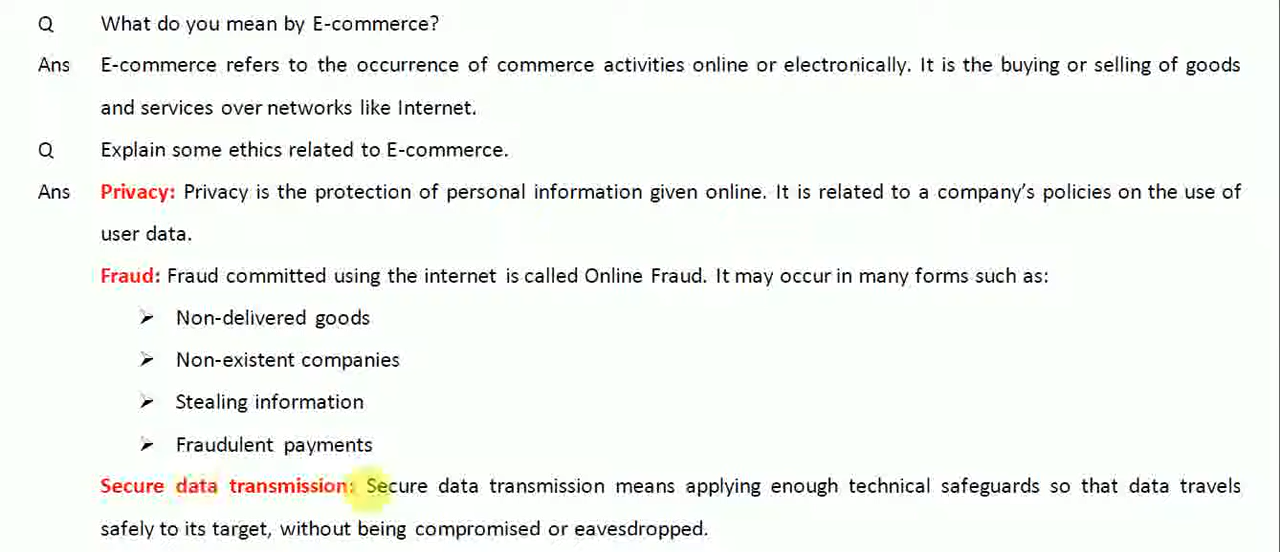 Q What do you mean by E-commerce?
Ans E-commerce refers to the occurrence of commerce activities online or electronically. It is the buying or selling of goods
and services over networks like Internet.
Q Explain some ethics related to E-commerce.
Ans Privacy: Privacy is the protection of personal information given online. It is related to a company's policies on the use of
user data.
Fraud: Fraud committed using the internet is called Online Fraud. It may occur in many forms such as:
➢ Non-delivered goods
➢ Non-existent companies
➢ Stealing information
➢ Fraudulent payments
Secure data transmission: Secure data transmission means applying enough technical safeguards so that data travels
safely to its target, without being compromised or eavesdropped.